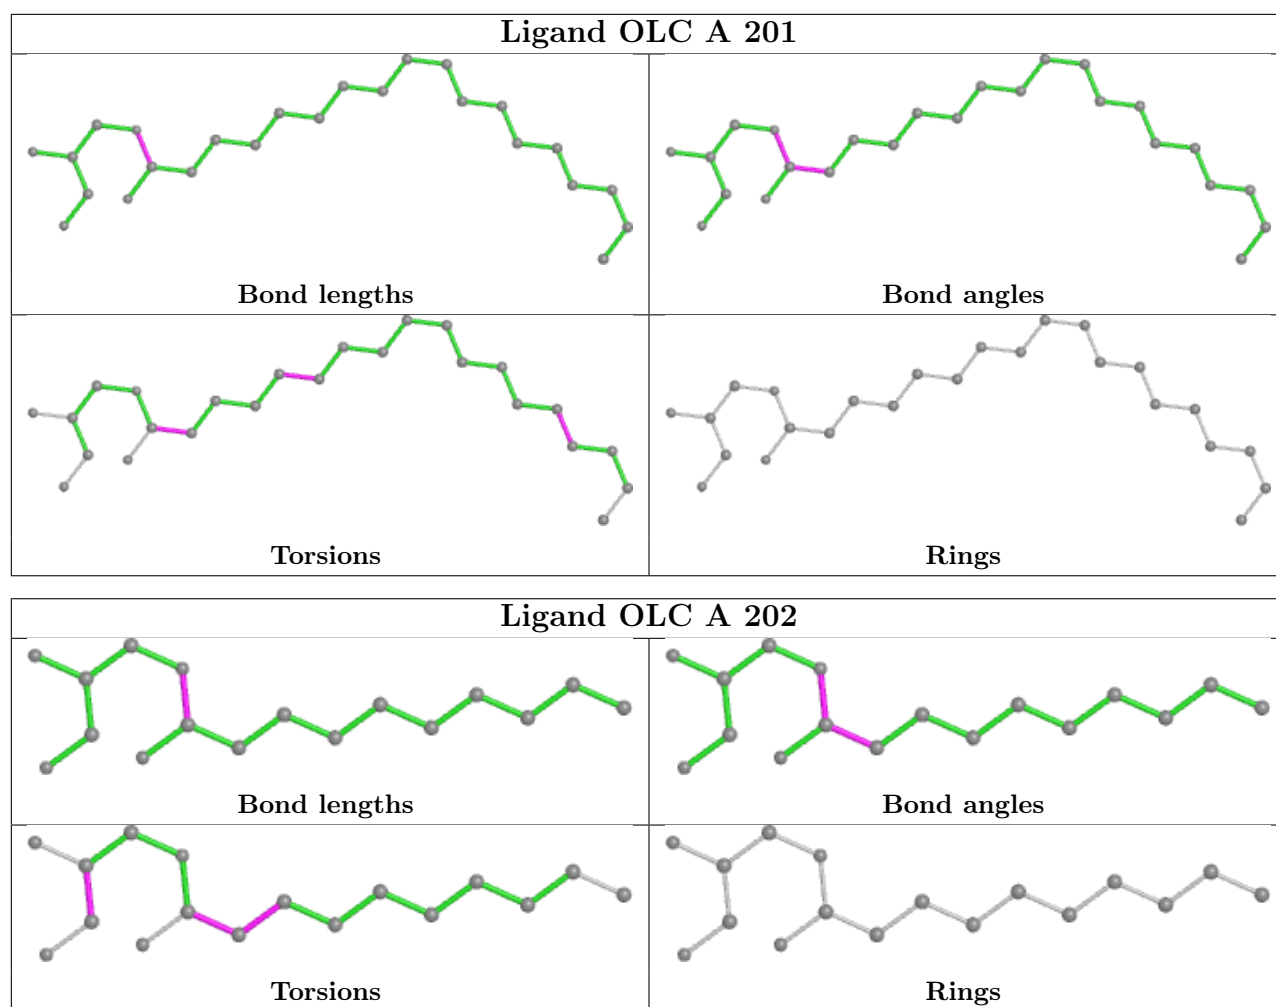 Ligand OLC A 201
Bond lengths
Bond angles
Torsions
Rings
Ligand OLC A 202
Bond lengths
Bond angles
Torsions
Rings